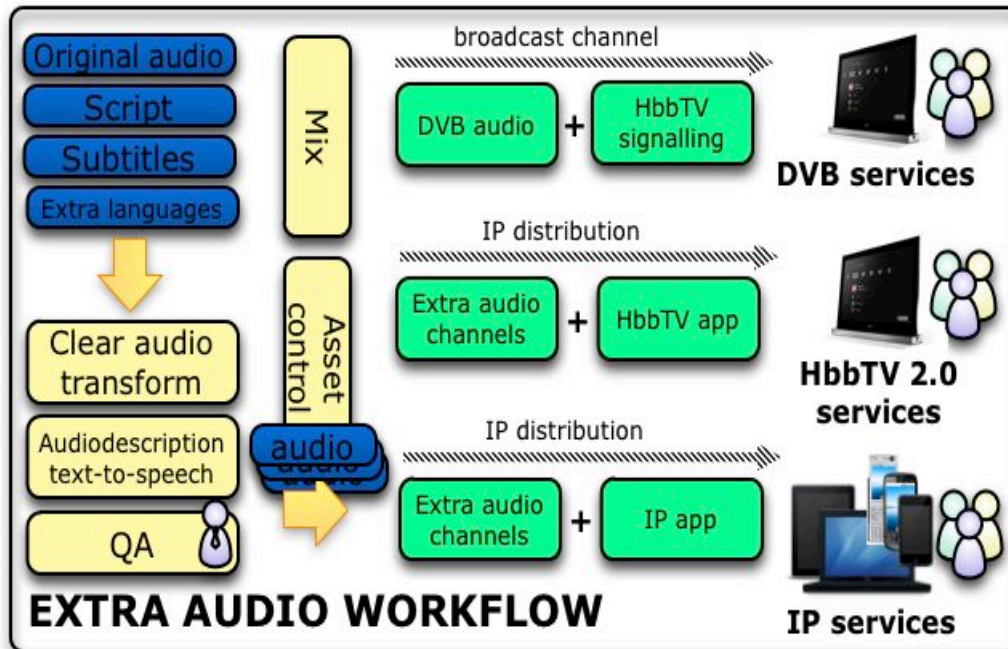 Original audio
Script
Subtitles
Extra languages
Clear audio
transform
Audiodescription
text-to-speech
QA
Mix
Asset
control
audio
audio
audio
broadcast channel
DVB audio
+
HbbTV
signalling
DVB services
IP distribution
Extra audio
channels
+
HbbTV app
HbbTV 2.0
services
IP distribution
Extra audio
channels
+
IP app
IP services
EXTRA AUDIO WORKFLOW